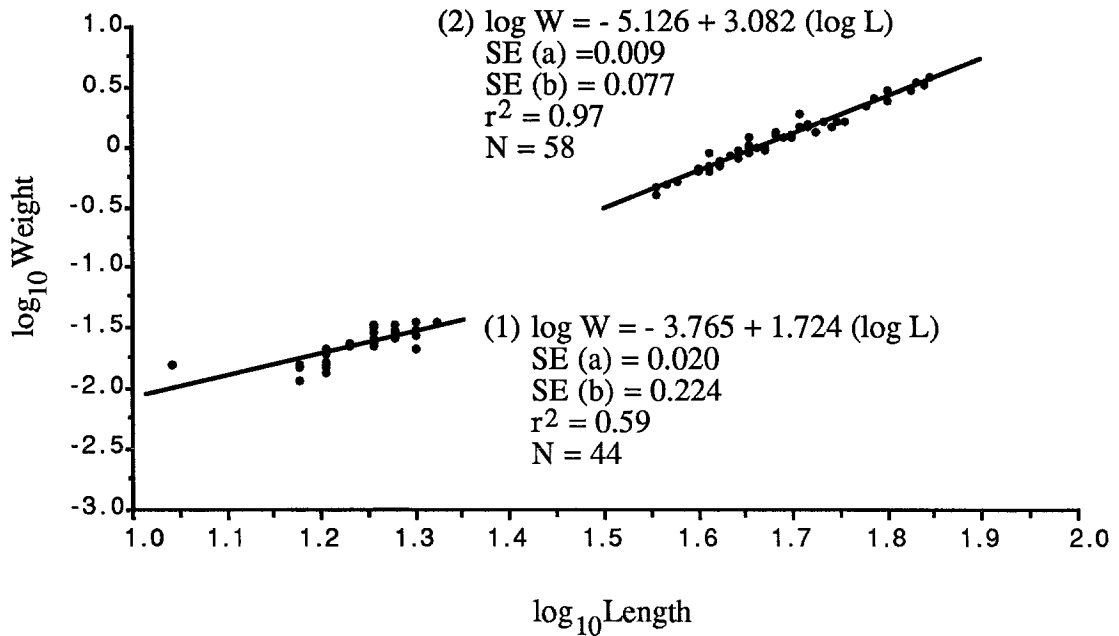 (2) log W = - 5.126 + 3.082 (log L)
SE (a) =0.009
SE (b) = 0.077
r2 = 0.97
N = 58
1.0
0.5
0
-0.5
-1.0
-1.5
-2.0
-2.5
-3.0
log10Weight
(1) log W = - 3.765 + 1.724 (log L)
SE (a) = 0.020
SE (b) = 0.224
r2 = 0.59
N = 44
1.0 1.1 1.2 1.3 1.4 1.5 1.6 1.7 1.8 1.9 2.0
log10Length